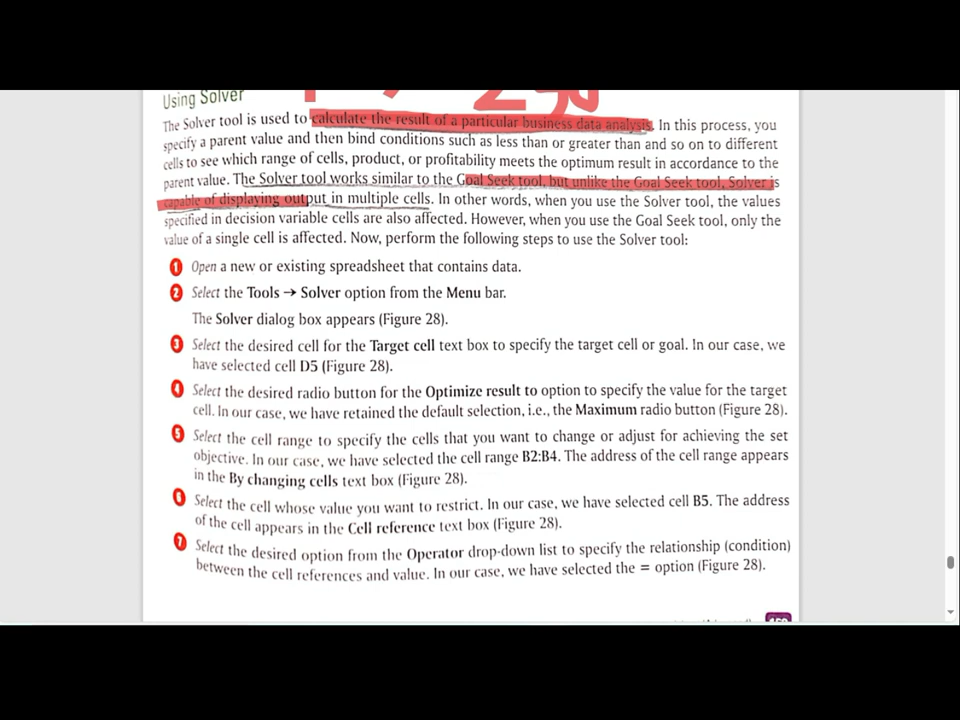 Using Solver
The Solver tool is used to calculate the result of a particular business data analysis. In this process, you
specify a parent value and then bind conditions such as less than or greater than and so on to different
cells to see which range of cells, product, or profitability meets the optimum result in accordance to the
parent value. The Solver tool works similar to the Goal Seek tool, but unlike the Goal Seek tool, Solver is
capable of displaying output in multiple cells. In other words, when you use the Solver tool, the values
specified in decision variable cells are also affected. However, when you use the Goal Seek tool, only the
value of a single cell is affected. Now, perform the following steps to use the Solver tool:
1 Open a new or existing spreadsheet that contains data.
2 Select the Tools → Solver option from the Menu bar.
The Solver dialog box appears (Figure 28).
3 Select the desired cell for the Target cell text box to specify the target cell or goal. In our case, we
have selected cell D5 (Figure 28).
4 Select the desired radio button for the Optimize result to option to specify the value for the target
cell. In our case, we have retained the default selection, i.e., the Maximum radio button (Figure 28).
5 Select the cell range to specify the cells that you want to change or adjust for achieving the set
objective. In our case, we have selected the cell range B2:B4. The address of the cell range appears
in the By changing cells text box (Figure 28).
6 Select the cell whose value you want to restrict. In our case, we have selected cell B5. The address
of the cell appears in the Cell reference text box (Figure 28).
7 Select the desired option from the Operator drop-down list to specify the relationship (condition)
between the cell references and value. In our case, we have selected the = option (Figure 28).